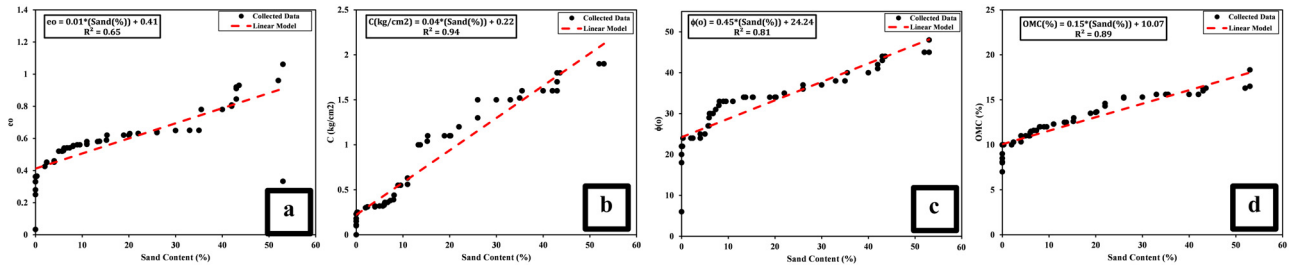 eo = 0.01*(Sand(%)) + 0.41
R² = 0.65
Collected Data
Linear Model
1
0.8
0.6
0.4
0.2
0
eo
0
10
20
30
40
50
60
Sand Content (%)
a
C(kg/cm2) = 0.04*(Sand(%)) + 0.22
R² = 0.94
Collected Data
Linear Model
2.5
2
1.5
1
0.5
0
C (kg/cm2)
0
10
20
30
40
50
60
Sand Content (%)
b
ϕ(o) = 0.45*(Sand(%)) + 24.24
R² = 0.81
Collected Data
Linear Model
50
40
30
20
10
0
ϕ(o)
0
10
20
30
40
50
60
Sand Content (%)
c
OMC(%) = 0.15*(Sand(%)) + 10.07
R² = 0.89
Collected Data
Linear Model
25
20
15
10
5
0
OMC (%)
0
10
20
30
40
50
60
Sand Content (%)
d